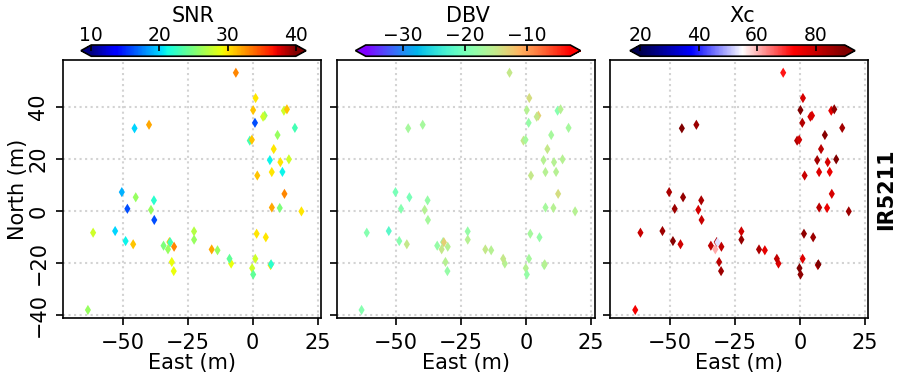 SNR DBV Xc
10 20 30 40 −30 −20 −10 20 40 60 80
40
20
0
−20
−40
North (m)
−50 −25 0 25 −50 −25 0 25 −50 −25 0 25
East (m) East (m) East (m)
IR5211